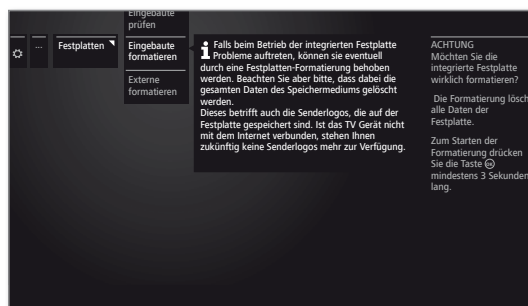 Eingebaute
prüfen
...
Festplatten
Eingebaute
formatieren
Externe
formatieren
i Falls beim Betrieb der integrierten Festplatte
Probleme auftreten, können sie eventuell
durch eine Festplatten-Formatierung behoben
werden. Beachten Sie aber bitte, dass dabei die
gesamten Daten des Speichermediums gelöscht
werden.
Dieses betrifft auch die Senderlogos, die auf der
Festplatte gespeichert sind. Ist das TV Gerät nicht
mit dem Internet verbunden, stehen Ihnen
zukünftig keine Senderlogos mehr zur Verfügung.
ACHTUNG
Möchten Sie die
integrierte Festplatte
wirklich formatieren?
Die Formatierung lösch
alle Daten der
Festplatte.
Zum Starten der
Formatierung drücken
Sie die Taste OK
mindestens 3 Sekunden
lang.